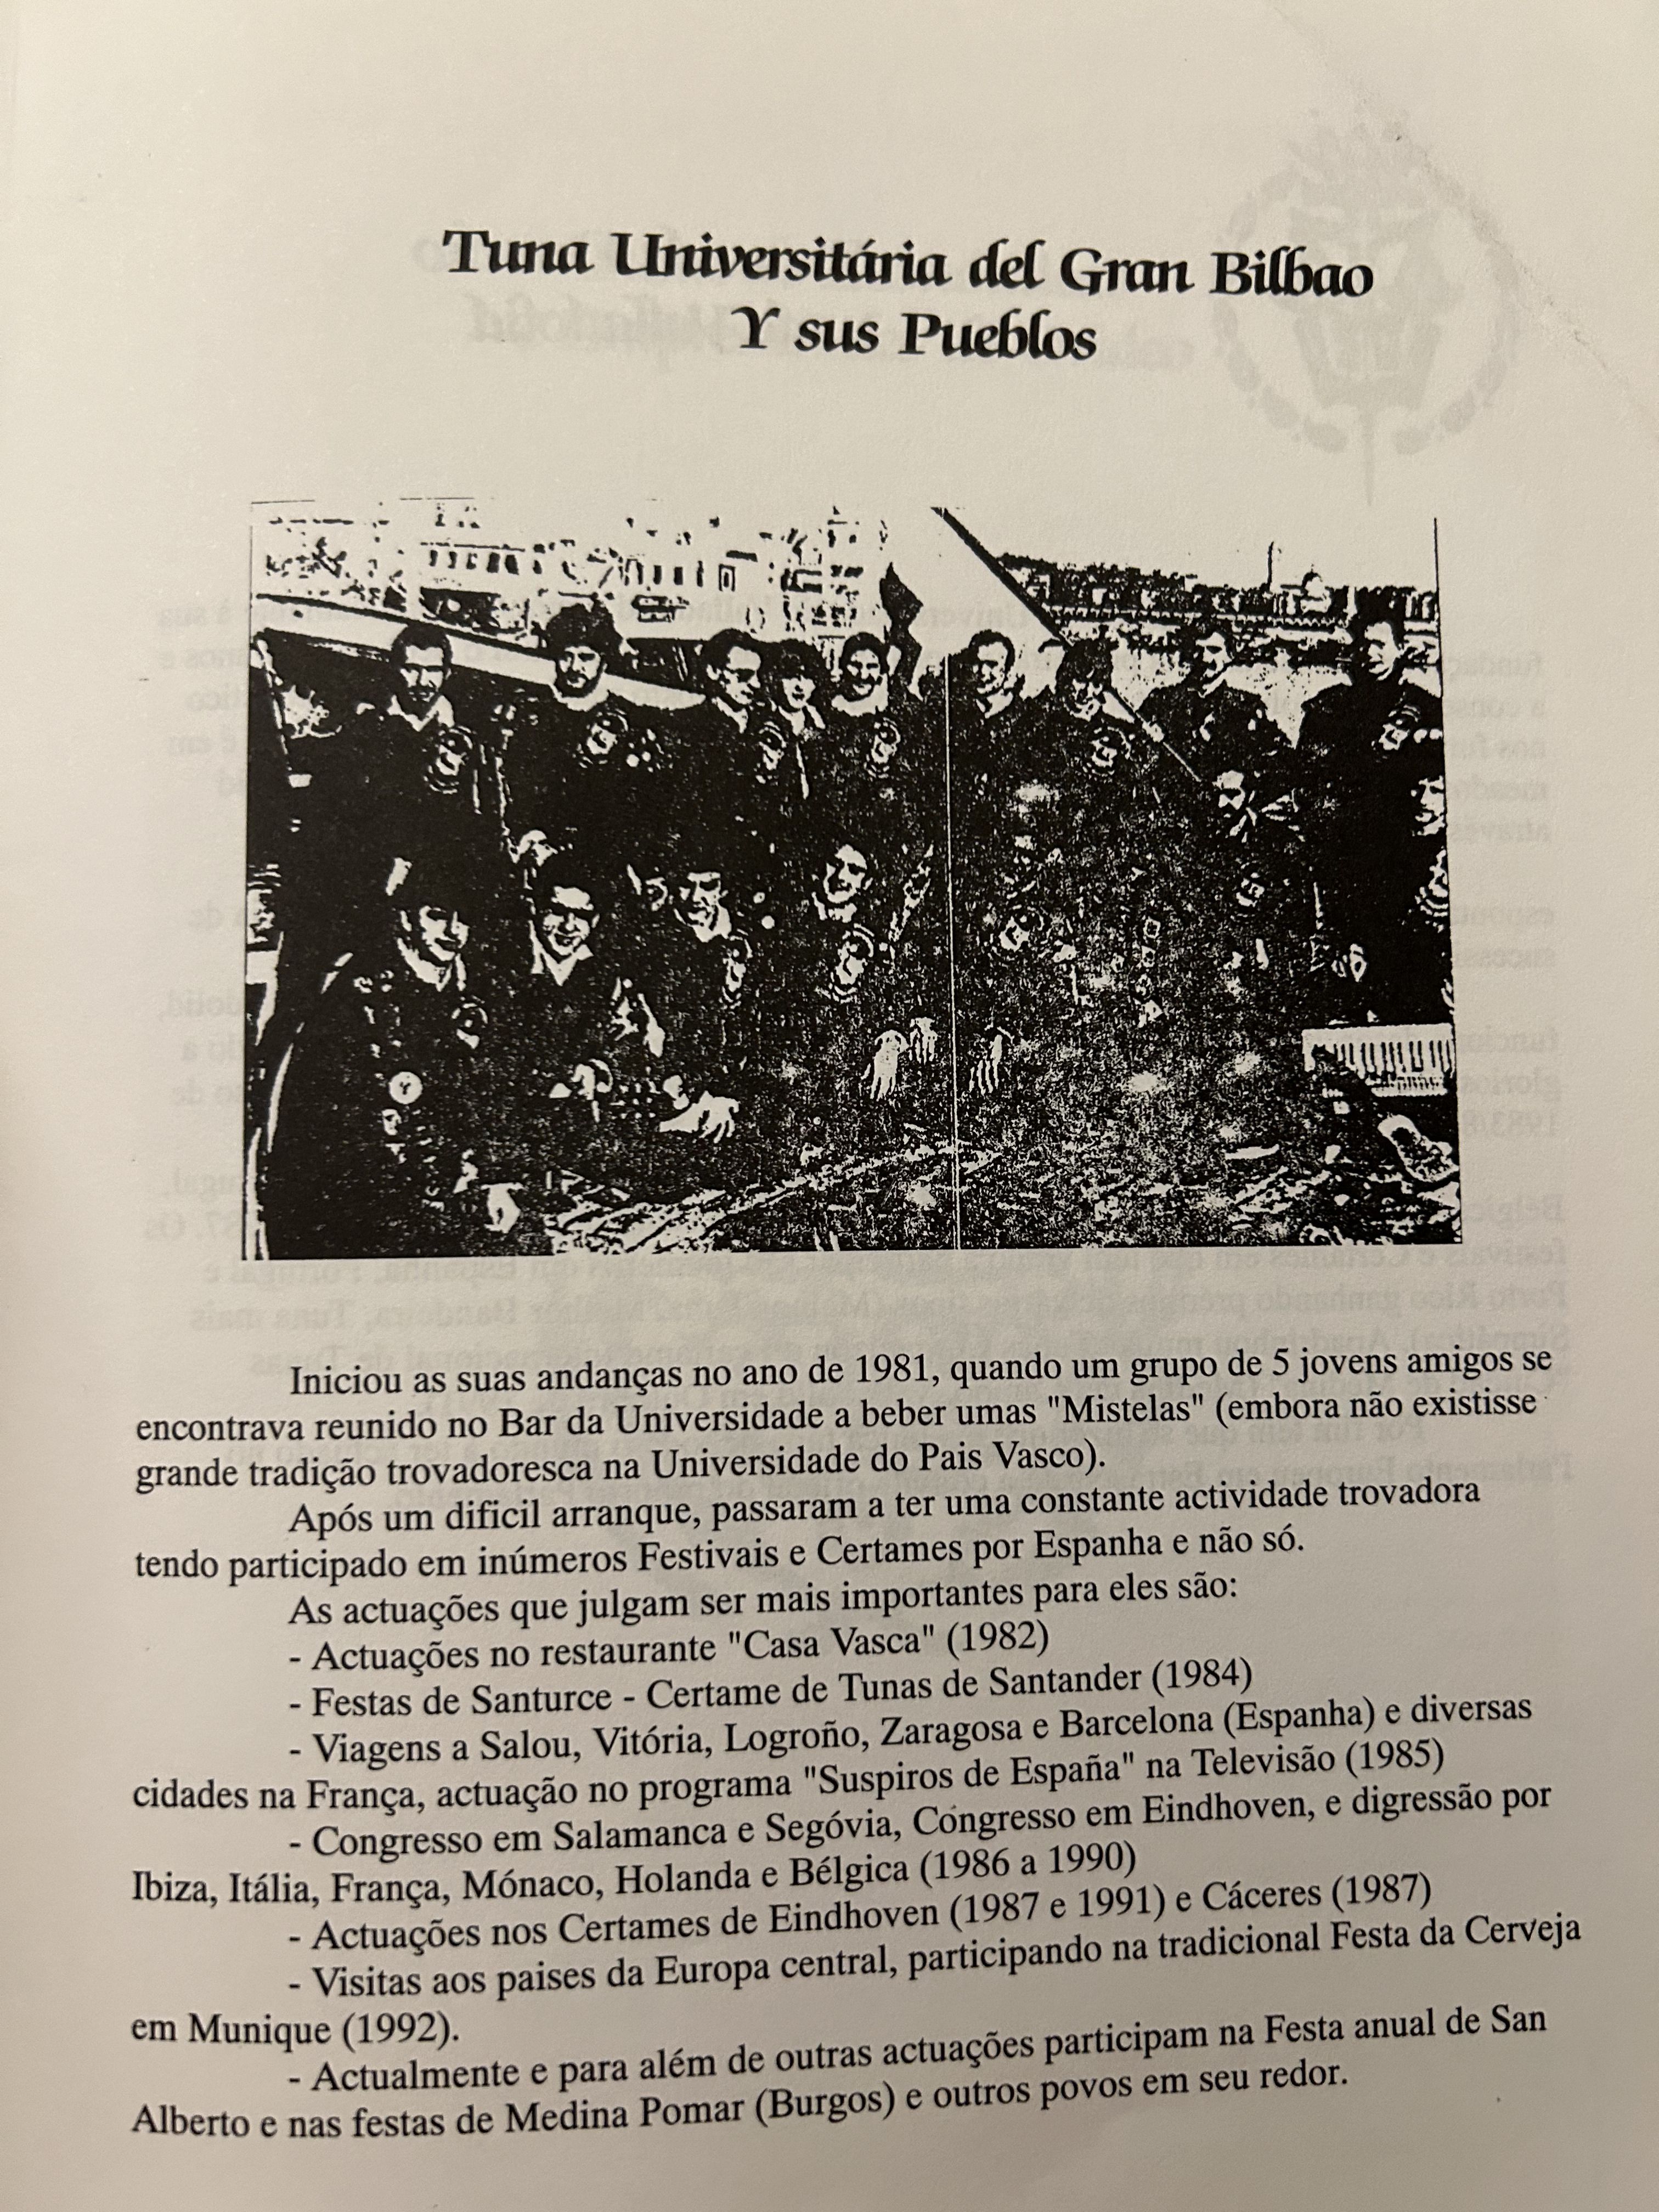 Tuna Universitária del Gran Bilbao
Y sus Pueblos
Iniciou as suas andanças no ano de 1981, quando um grupo de 5 jovens amigos se
encontrava reunido no Bar da Universidade a beber umas "Mistelas" (embora não existisse
grande tradição trovadoresca na Universidade do Pais Vasco).
Após um dificil arranque, passaram a ter uma constante actividade trovadora
tendo participado em inúmeros Festivais e Certames por Espanha e não só.
As actuações que julgam ser mais importantes para eles são:
- Actuações no restaurante "Casa Vasca" (1982)
- Festas de Santurce - Certame de Tunas de Santander (1984)
- Viagens a Salou, Vitória, Logroño, Zaragosa e Barcelona (Espanha) e diversas
cidades na França, actuação no programa "Suspiros de España" na Televisão (1985)
- Congresso em Salamanca e Segóvia, Congresso em Eindhoven, e digressão por
Ibiza, Itália, França, Mónaco, Holanda e Bélgica (1986 a 1990)
- Actuações nos Certames de Eindhoven (1987 e 1991) e Cáceres (1987)
- Visitas aos paises da Europa central, participando na tradicional Festa da Cerveja
em Munique (1992).
- Actualmente e para além de outras actuações participam na Festa anual de San
Alberto e nas festas de Medina Pomar (Burgos) e outros povos em seu redor.